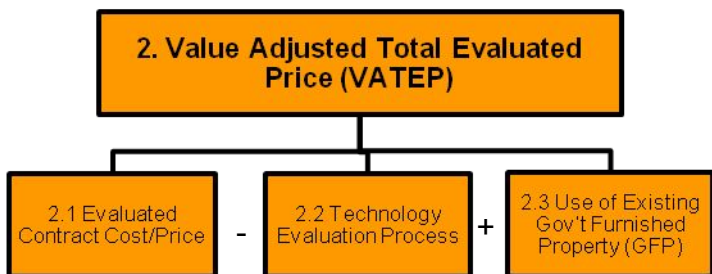 2. Value Adjusted Total Evaluated
Price (VATEP)
2.1 Evaluated
Contract Cost/Price
-
2.2 Technology
Evaluation Process
+
2.3 Use of Existing
Gov't Furnished
Property (GFP)